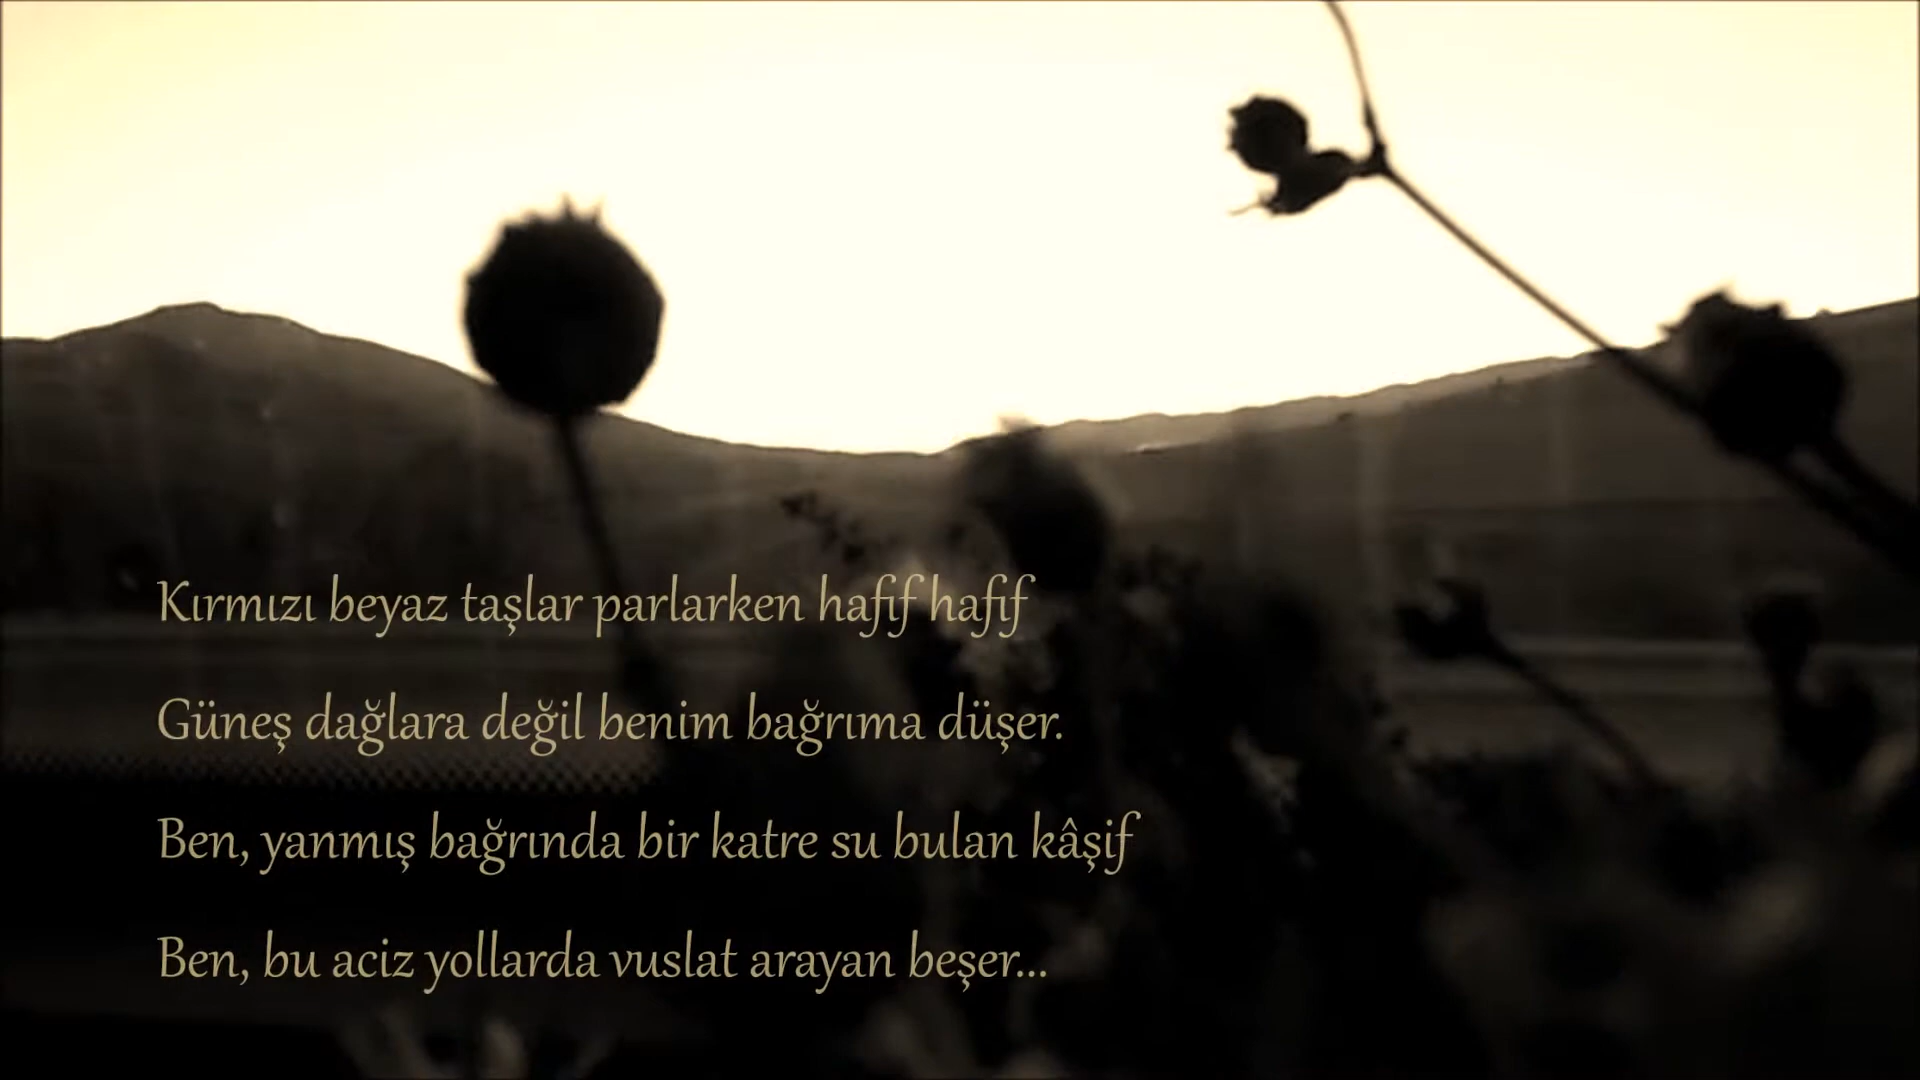 Kırmızı beyaz taşlar parlarken hafif hafif
Güneş dağlara değil benim bağrıma düşer.
Ben, yanmış bağrında bir katre su bulan kâşif
Ben, bu aciz yollarda vuslat arayan beşer...